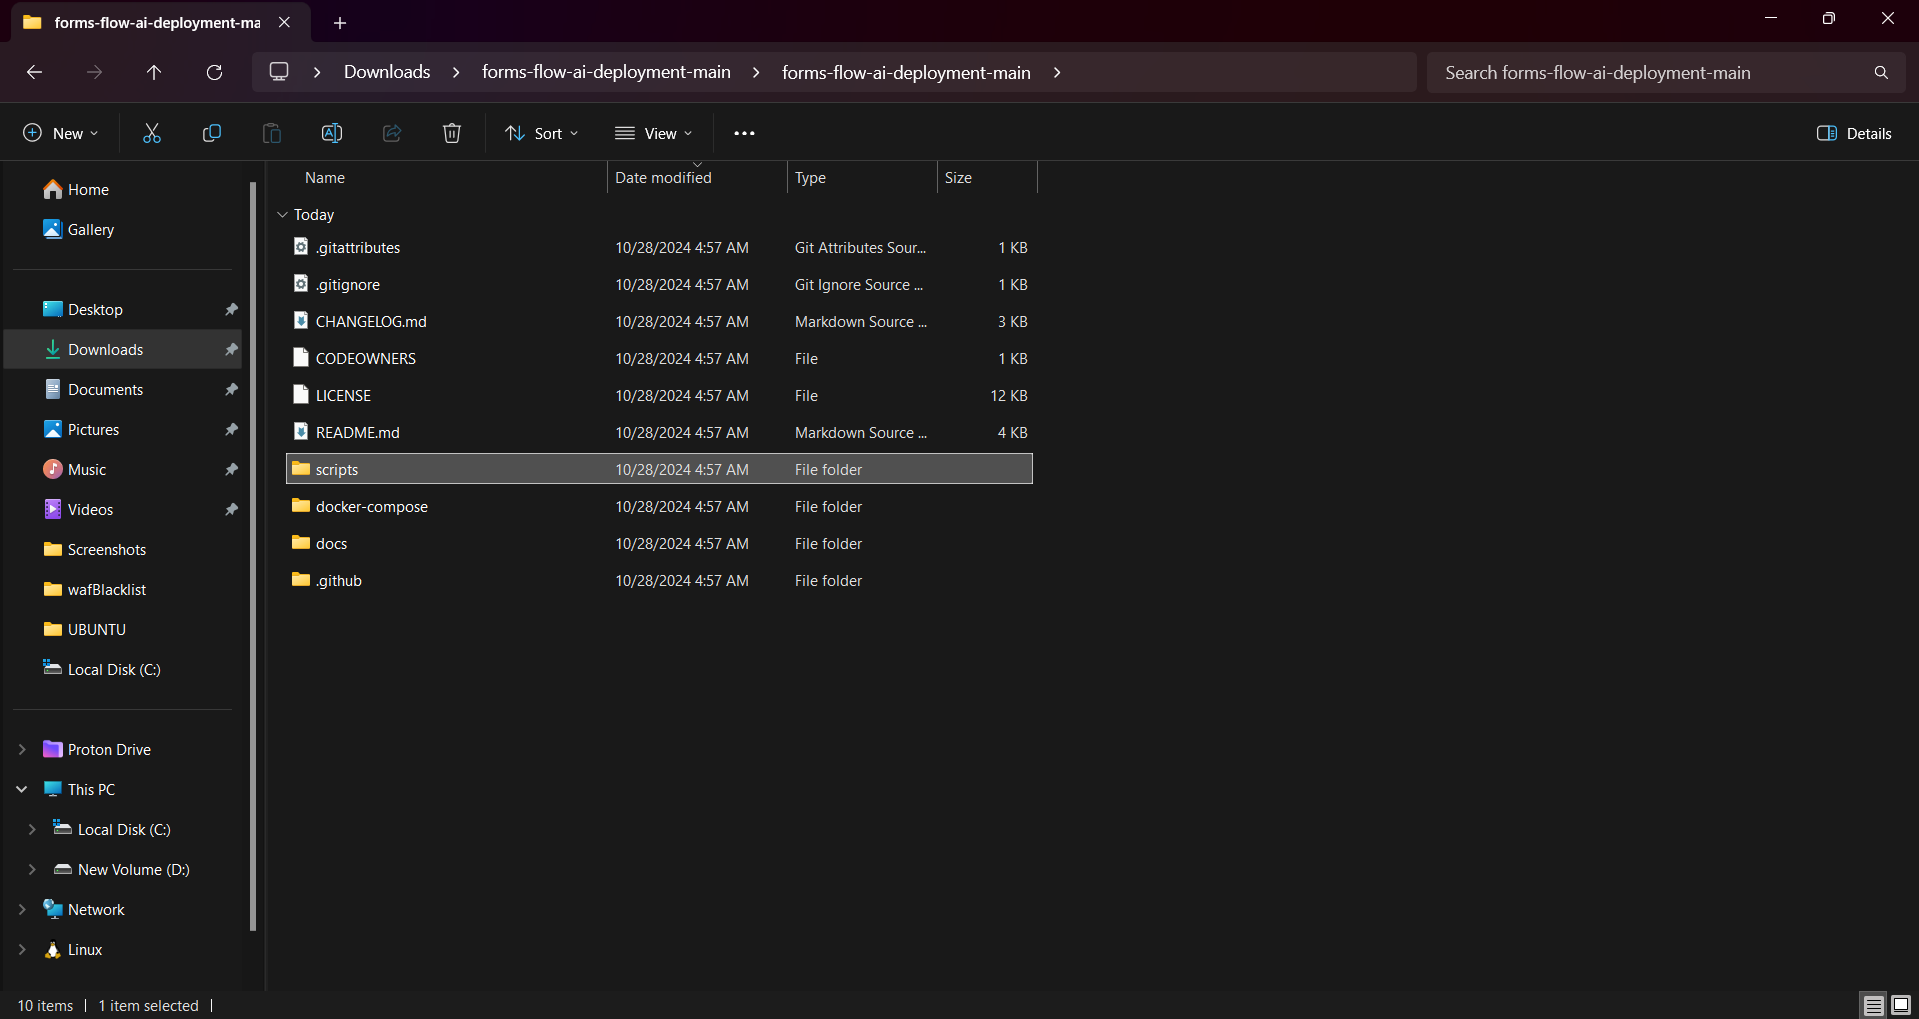 forms-flow-ai-deployment-ma
Downloads > forms-flow-ai-deployment-main > forms-flow-ai-deployment-main >
Search forms-flow-ai-deployment-main
New
Sort
View
Details
Name Date modified Type Size
Today
.gitattributes 10/28/2024 4:57 AM Git Attributes Sour... 1 KB
.gitignore 10/28/2024 4:57 AM Git Ignore Source ... 1 KB
CHANGELOG.md 10/28/2024 4:57 AM Markdown Source ... 3 KB
CODEOWNERS 10/28/2024 4:57 AM File 1 KB
LICENSE 10/28/2024 4:57 AM File 12 KB
README.md 10/28/2024 4:57 AM Markdown Source ... 4 KB
scripts 10/28/2024 4:57 AM File folder
docker-compose 10/28/2024 4:57 AM File folder
docs 10/28/2024 4:57 AM File folder
.github 10/28/2024 4:57 AM File folder
Home
Gallery
Desktop
Downloads
Documents
Pictures
Music
Videos
Screenshots
wafBlacklist
UBUNTU
Local Disk (C:)
Proton Drive
This PC
Local Disk (C:)
New Volume (D:)
Network
Linux
10 items | 1 item selected |